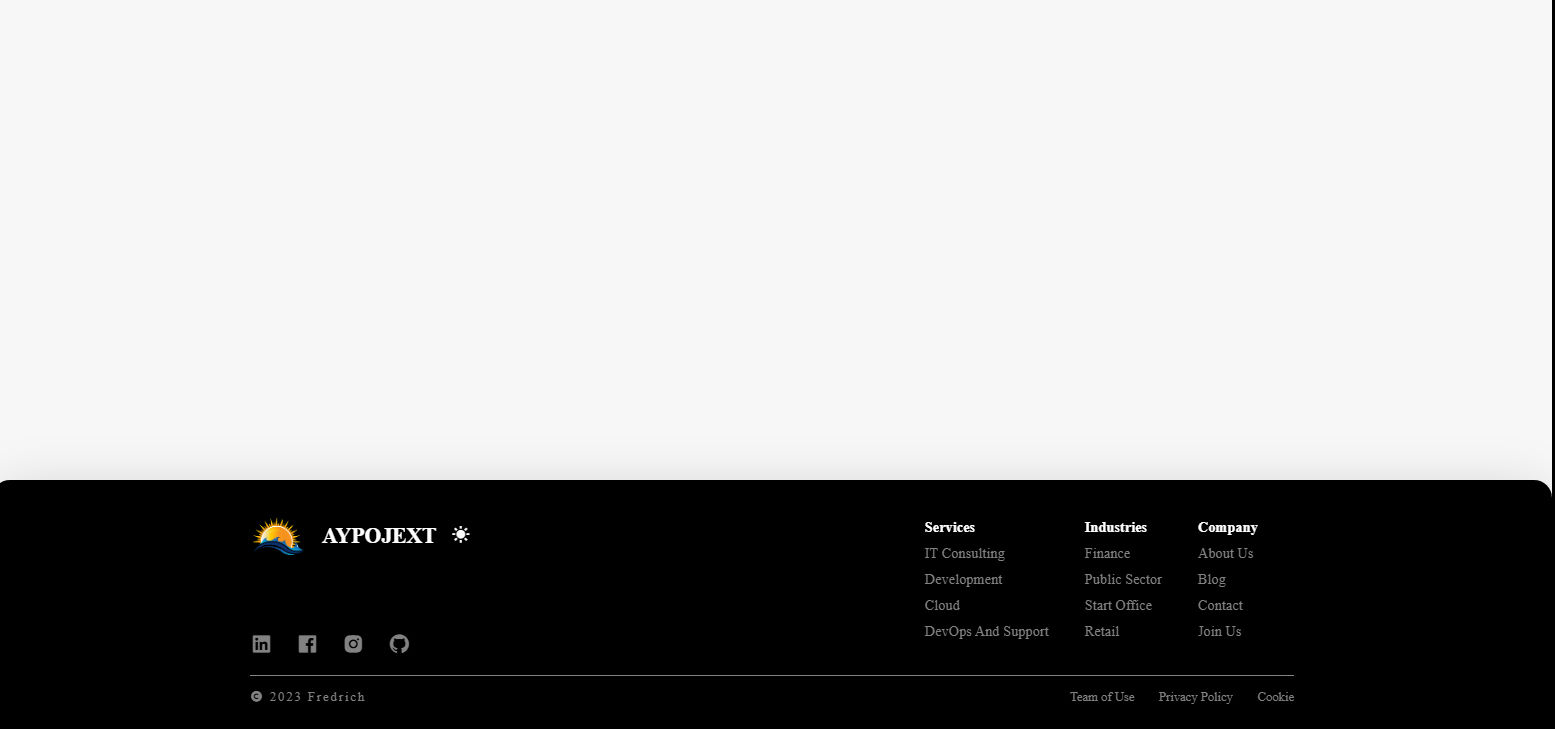 AYPOJEXT
Services
IT Consulting
Development
Cloud
DevOps And Support
Industries
Finance
Public Sector
Start Office
Retail
Company
About Us
Blog
Contact
Join Us
© 2023 Fredrich
Team of Use
Privacy Policy
Cookie